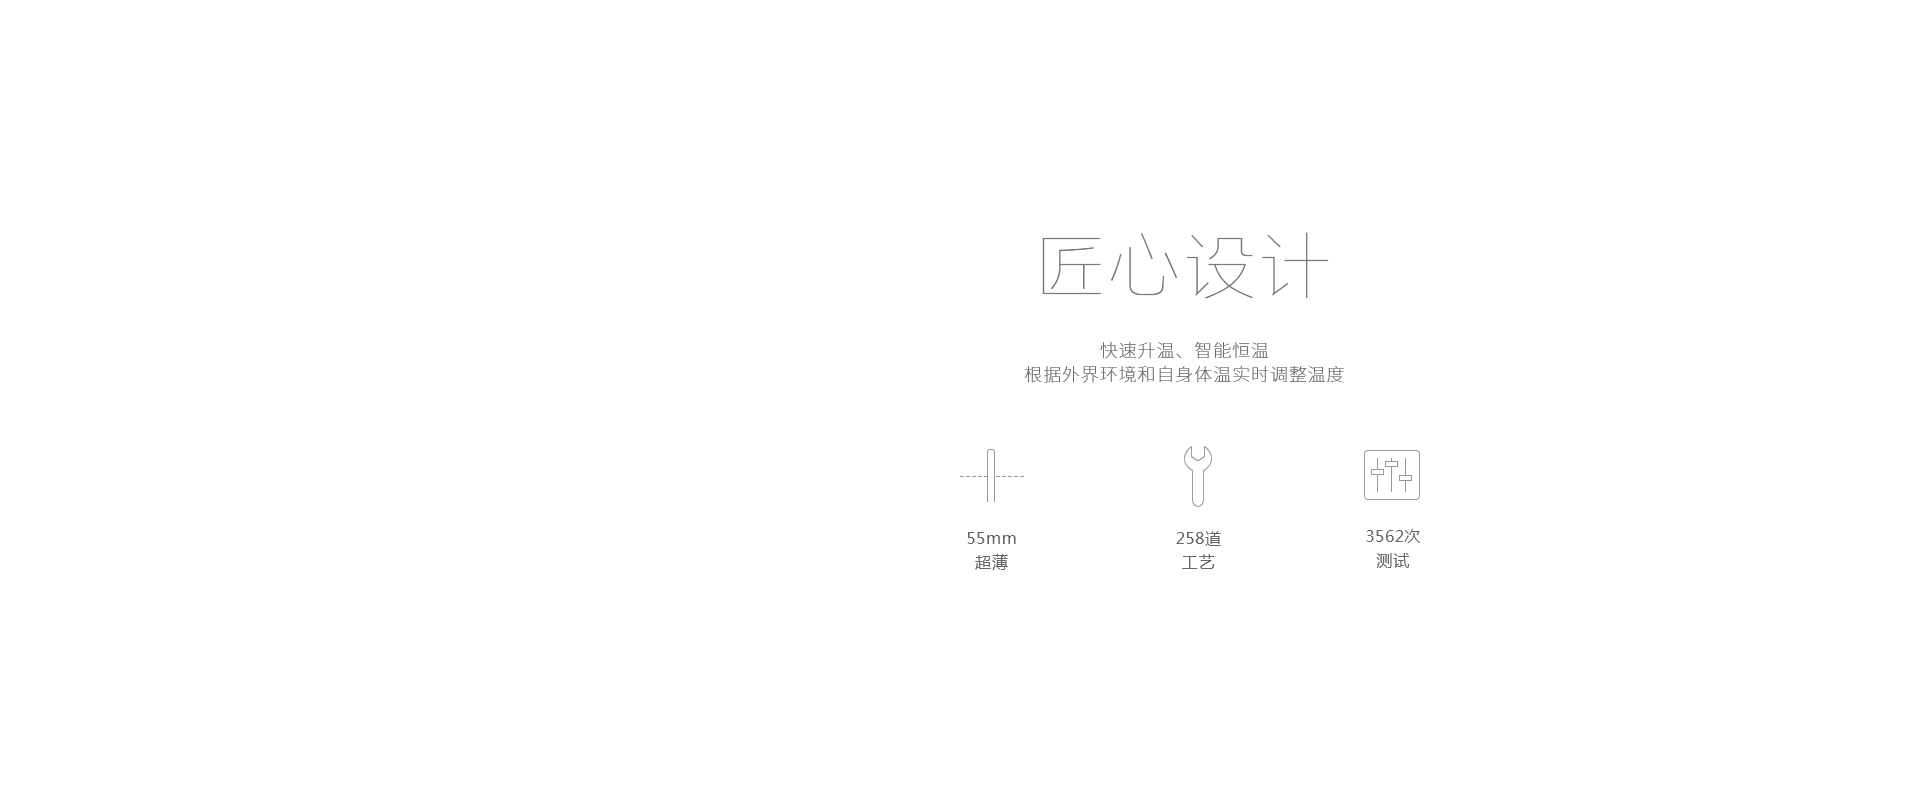 匠心设计
快速升温、智能恒温
根据外界环境和自身体温实时调整温度
55mm
超薄
258道
工艺
3562次
测试